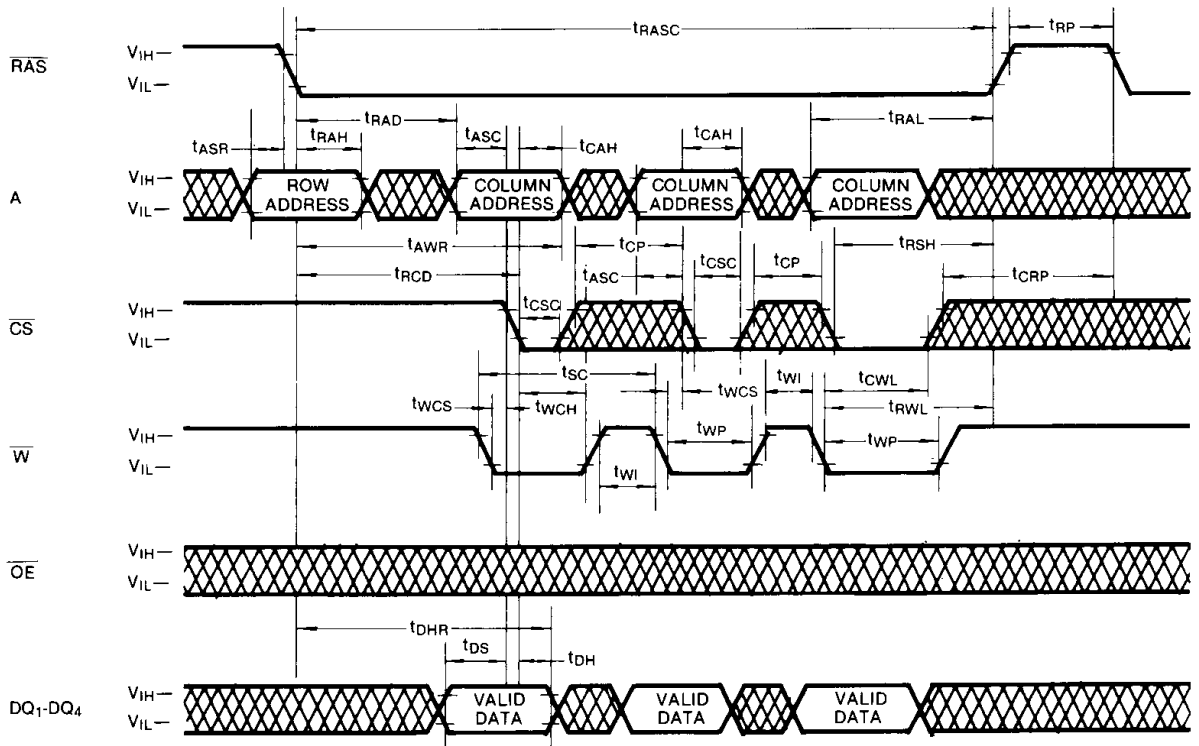 tRASC tRP
RAS VIH VIL
tRAD tRAL
tASR tRAH tASC tCAH tCAH
A VIH VIL
ROW ADDRESS
COLUMN ADDRESS
COLUMN ADDRESS
COLUMN ADDRESS
tAWR tCP tRSH
tRCD tASC tCSC tCP tCRP
CS VIH VIL
tCSC
tSC
tWCS tWCH tWCS tWI tCWL
tRWL
W VIH VIL
tWP tWP
tWI
OE VIH VIL
tDHR
tDS tDH
DQ1-DQ4 VIH VIL
VALID DATA
VALID DATA
VALID DATA